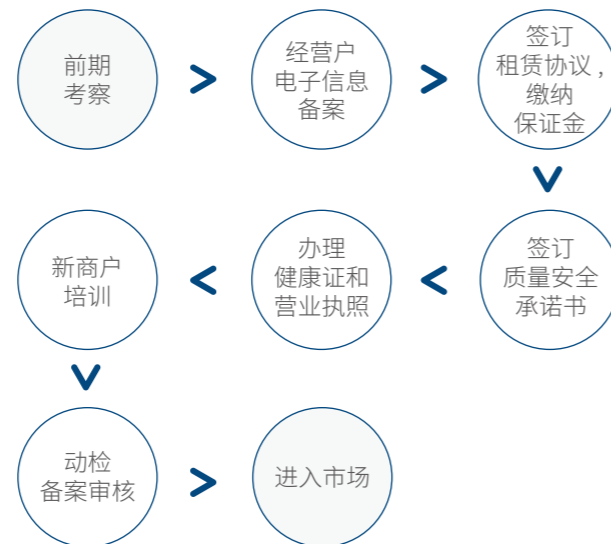 前期
考察
经营户
电子信息
备案
签订
租赁协议，
缴纳
保证金
签订
质量安全
承诺书
办理
健康证和
营业执照
新商户
培训
动检
备案审核
进入市场